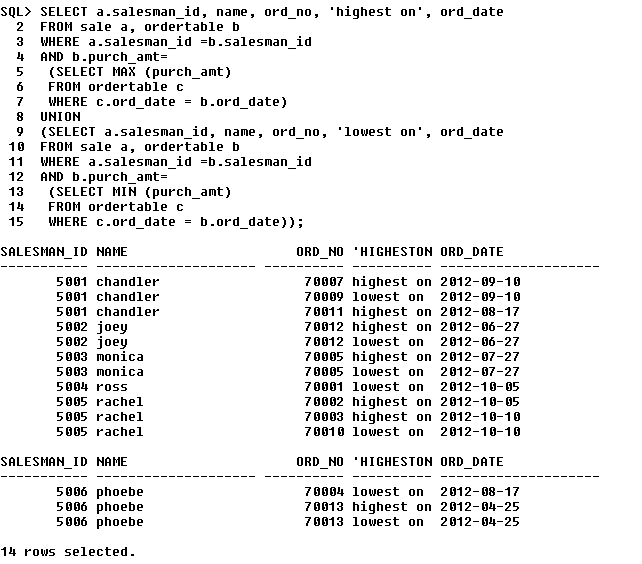 SQL> SELECT a.salesman_id, name, ord_no, 'highest on', ord_date
2 FROM sale a, ordertable b
3 WHERE a.salesman_id =b.salesman_id
4 AND b.purch_amt=
5 (SELECT MAX (purch_amt)
6 FROM ordertable c
7 WHERE c.ord_date = b.ord_date)
8 UNION
9 (SELECT a.salesman_id, name, ord_no, 'lowest on', ord_date
10 FROM sale a, ordertable b
11 WHERE a.salesman_id =b.salesman_id
12 AND b.purch_amt=
13 (SELECT MIN (purch_amt)
14 FROM ordertable c
15 WHERE c.ord_date = b.ord_date));
SALESMAN_ID NAME ORD_NO 'HIGHESTON ORD_DATE
----------- -------------------- ---------- ---------- --------------------
5001 chandler 70007 highest on 2012-09-10
5001 chandler 70009 lowest on 2012-09-10
5001 chandler 70011 highest on 2012-08-17
5002 joey 70012 highest on 2012-06-27
5002 joey 70012 lowest on 2012-06-27
5003 monica 70005 highest on 2012-07-27
5003 monica 70005 lowest on 2012-07-27
5004 ross 70001 lowest on 2012-10-05
5005 rachel 70002 highest on 2012-10-05
5005 rachel 70003 highest on 2012-10-10
5005 rachel 70010 lowest on 2012-10-10
SALESMAN_ID NAME ORD_NO 'HIGHESTON ORD_DATE
----------- -------------------- ---------- ---------- --------------------
5006 phoebe 70004 lowest on 2012-08-17
5006 phoebe 70013 highest on 2012-04-25
5006 phoebe 70013 lowest on 2012-04-25
14 rows selected.